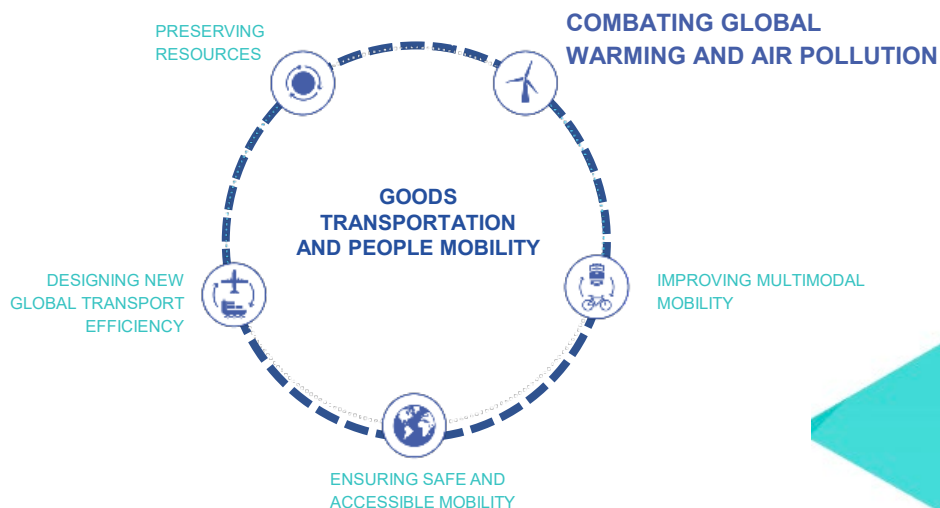 PRESERVING
RESOURCES
COMBATING GLOBAL
WARMING AND AIR POLLUTION
GOODS
TRANSPORTATION
AND PEOPLE MOBILITY
DESIGNING NEW
GLOBAL TRANSPORT
EFFICIENCY
IMPROVING MULTIMODAL
MOBILITY
ENSURING SAFE AND
ACCESSIBLE MOBILITY